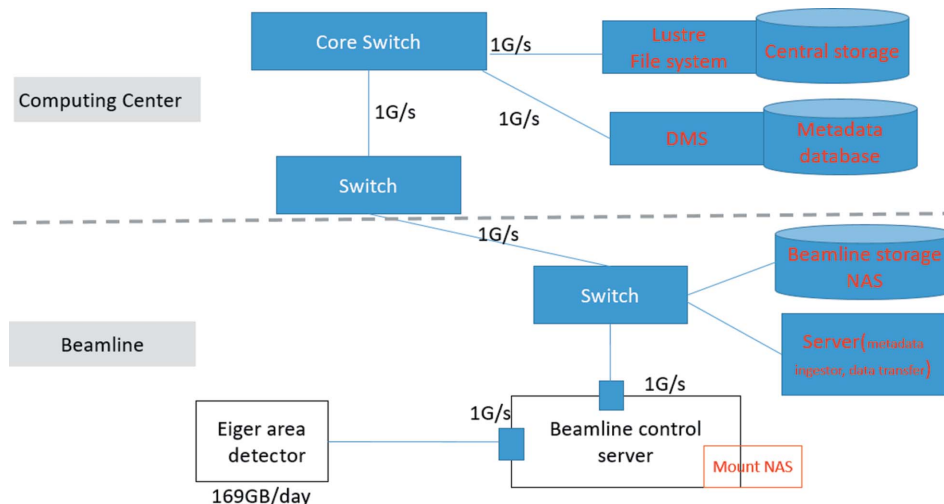 Core Switch
1G/s
Lustre
File system
Central storage
Computing Center
1G/s
1G/s
DMS
Metadata
database
Switch
1G/s
Beamline storage
NAS
Switch
Beamline
Server(metadata
ingestor, data transfer)
1G/s
1G/s
Eiger area
detector
Beamline control
server
Mount NAS
169GB/day